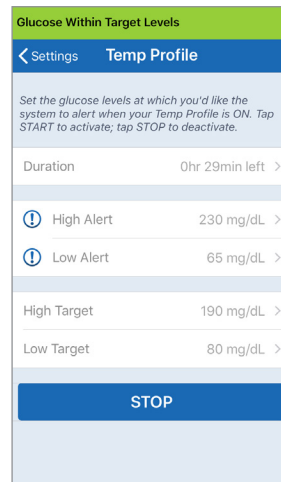 Glucose Within Target Levels
Settings Temp Profile
Set the glucose levels at which you'd like the
system to alert when your Temp Profile is ON. Tap
START to activate; tap STOP to deactivate.
Duration 0hr 29min left
High Alert 230 mg/dL
Low Alert 65 mg/dL
High Target 190 mg/dL
Low Target 80 mg/dL
STOP